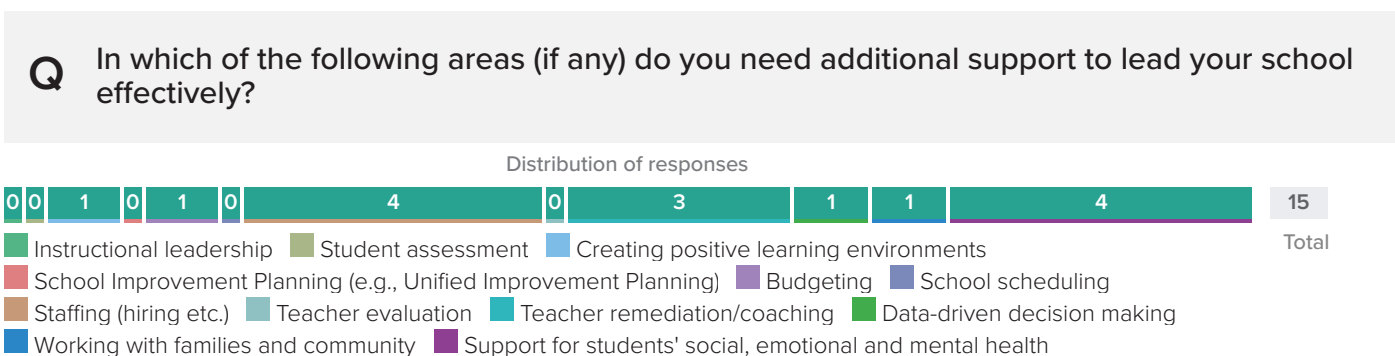 Q In which of the following areas (if any) do you need additional support to lead your school
effectively?
Distribution of responses
0 0 1 0 1 0 4 0 3 1 1 4 15
Total
Instructional leadership Student assessment Creating positive learning environments
School Improvement Planning (e.g., Unified Improvement Planning) Budgeting School scheduling
Staffing (hiring etc.) Teacher evaluation Teacher remediation/coaching Data-driven decision making
Working with families and community Support for students' social, emotional and mental health